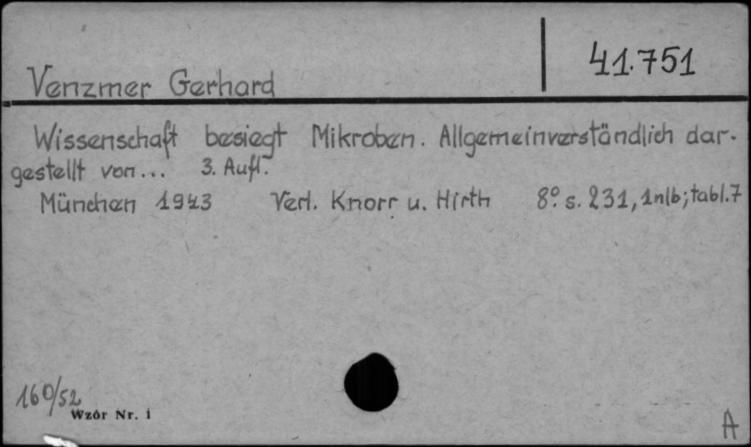 41.751
Venzmer Gerhard
Wissenschaft besiegt Mikroben. Allgemeinverständlich dar-
gestellt von... 3. Aufl.
München 1943 Verl. Knorr u. Hirth 8° s. 231, 1nlb; tabl. 7
160/52
Wzór Nr. 1
A